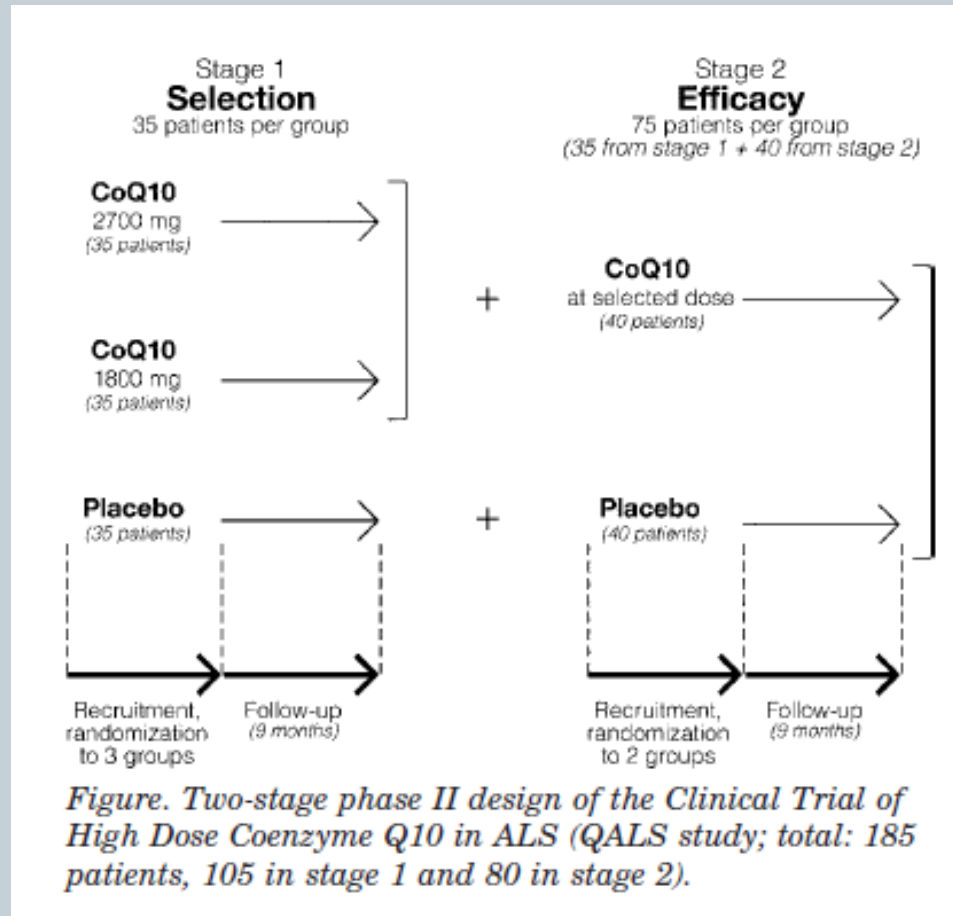 Stage 1
Selection
35 patients per group
Stage 2
Efficacy
75 patients per group
(35 from stage 1 + 40 from stage 2)
CoQ10
2700 mg
(35 patients)
CoQ10
1800 mg
(35 patients)
+
CoQ10
at selected dose
(40 patients)
Placebo
(35 patients)
+
Placebo
(40 patients)
Recruitment,
randomization
to 3 groups
Follow-up
(9 months)
Recruitment,
randomization
to 2 groups
Follow-up
(9 months)
Figure. Two-stage phase II design of the Clinical Trial of
High Dose Coenzyme Q10 in ALS (QALS study; total: 185
patients, 105 in stage 1 and 80 in stage 2).